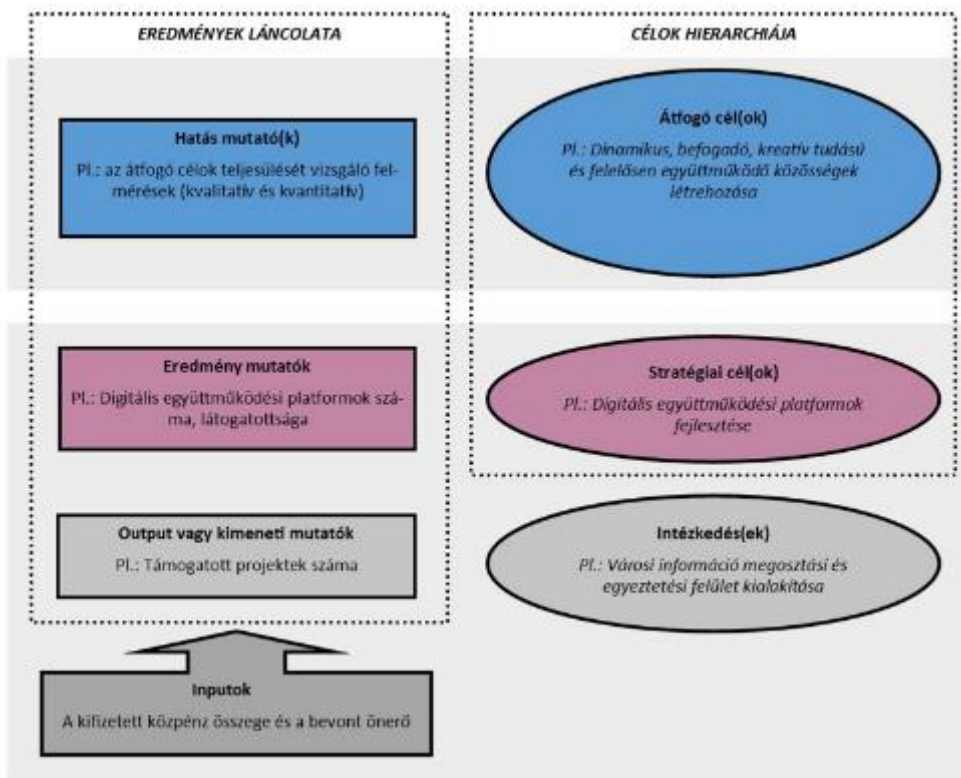 EREDMÉNYEK LÁNCOLATA
Hatás mutató(k)
Pl.: az átfogó célok teljesülését vizsgáló fel-
mérések (kvalitatív és kvantitatív)
Eredmény mutatók
Pl.: Digitális együttműködési platformok szá-
ma, látogatottsága
Output vagy kimeneti mutatók
Pl.: Támogatott projektek száma
Inputok
A kifizetett közpénz összege és a bevont önerő
CÉLOK HIERARCHIÁJA
Átfogó cél(ok)
Pl.: Dinamikus, befogadó, kreatív tudású
és felelősen együttműködő közösségek
létrehozása
Stratégiai cél(ok)
Pl.: Digitális együttműködési platformok
fejlesztése
Intézkedés(ek)
Pl.: Városi információ megosztási és
egyeztetési felület kialakítása